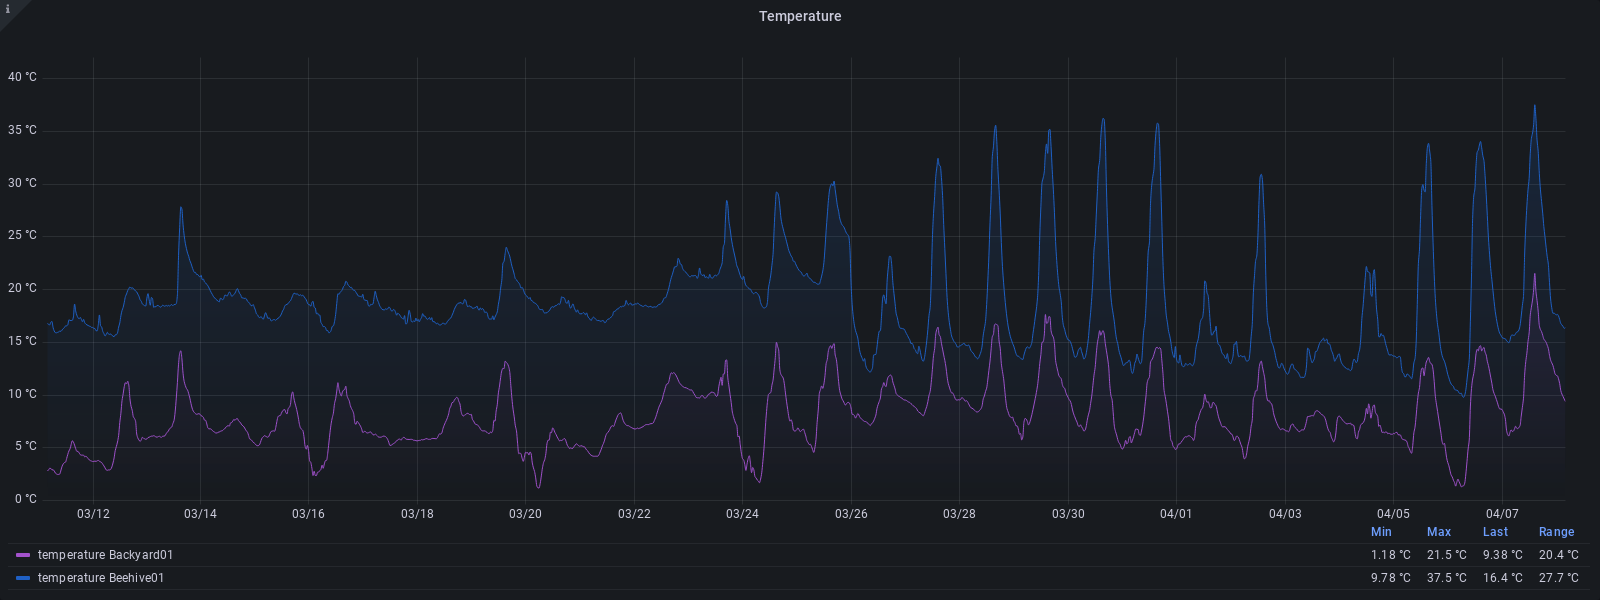 i
Temperature
40 °C
35 °C
30 °C
25 °C
20 °C
15 °C
10 °C
5 °C
0 °C
03/12 03/14 03/16 03/18 03/20 03/22 03/24 03/26 03/28 03/30 04/01 04/03 04/05 04/07
Min Max Last Range
temperature Backyard01 1.18 °C 21.5 °C 9.38 °C 20.4 °C
temperature Beehive01 9.78 °C 37.5 °C 16.4 °C 27.7 °C